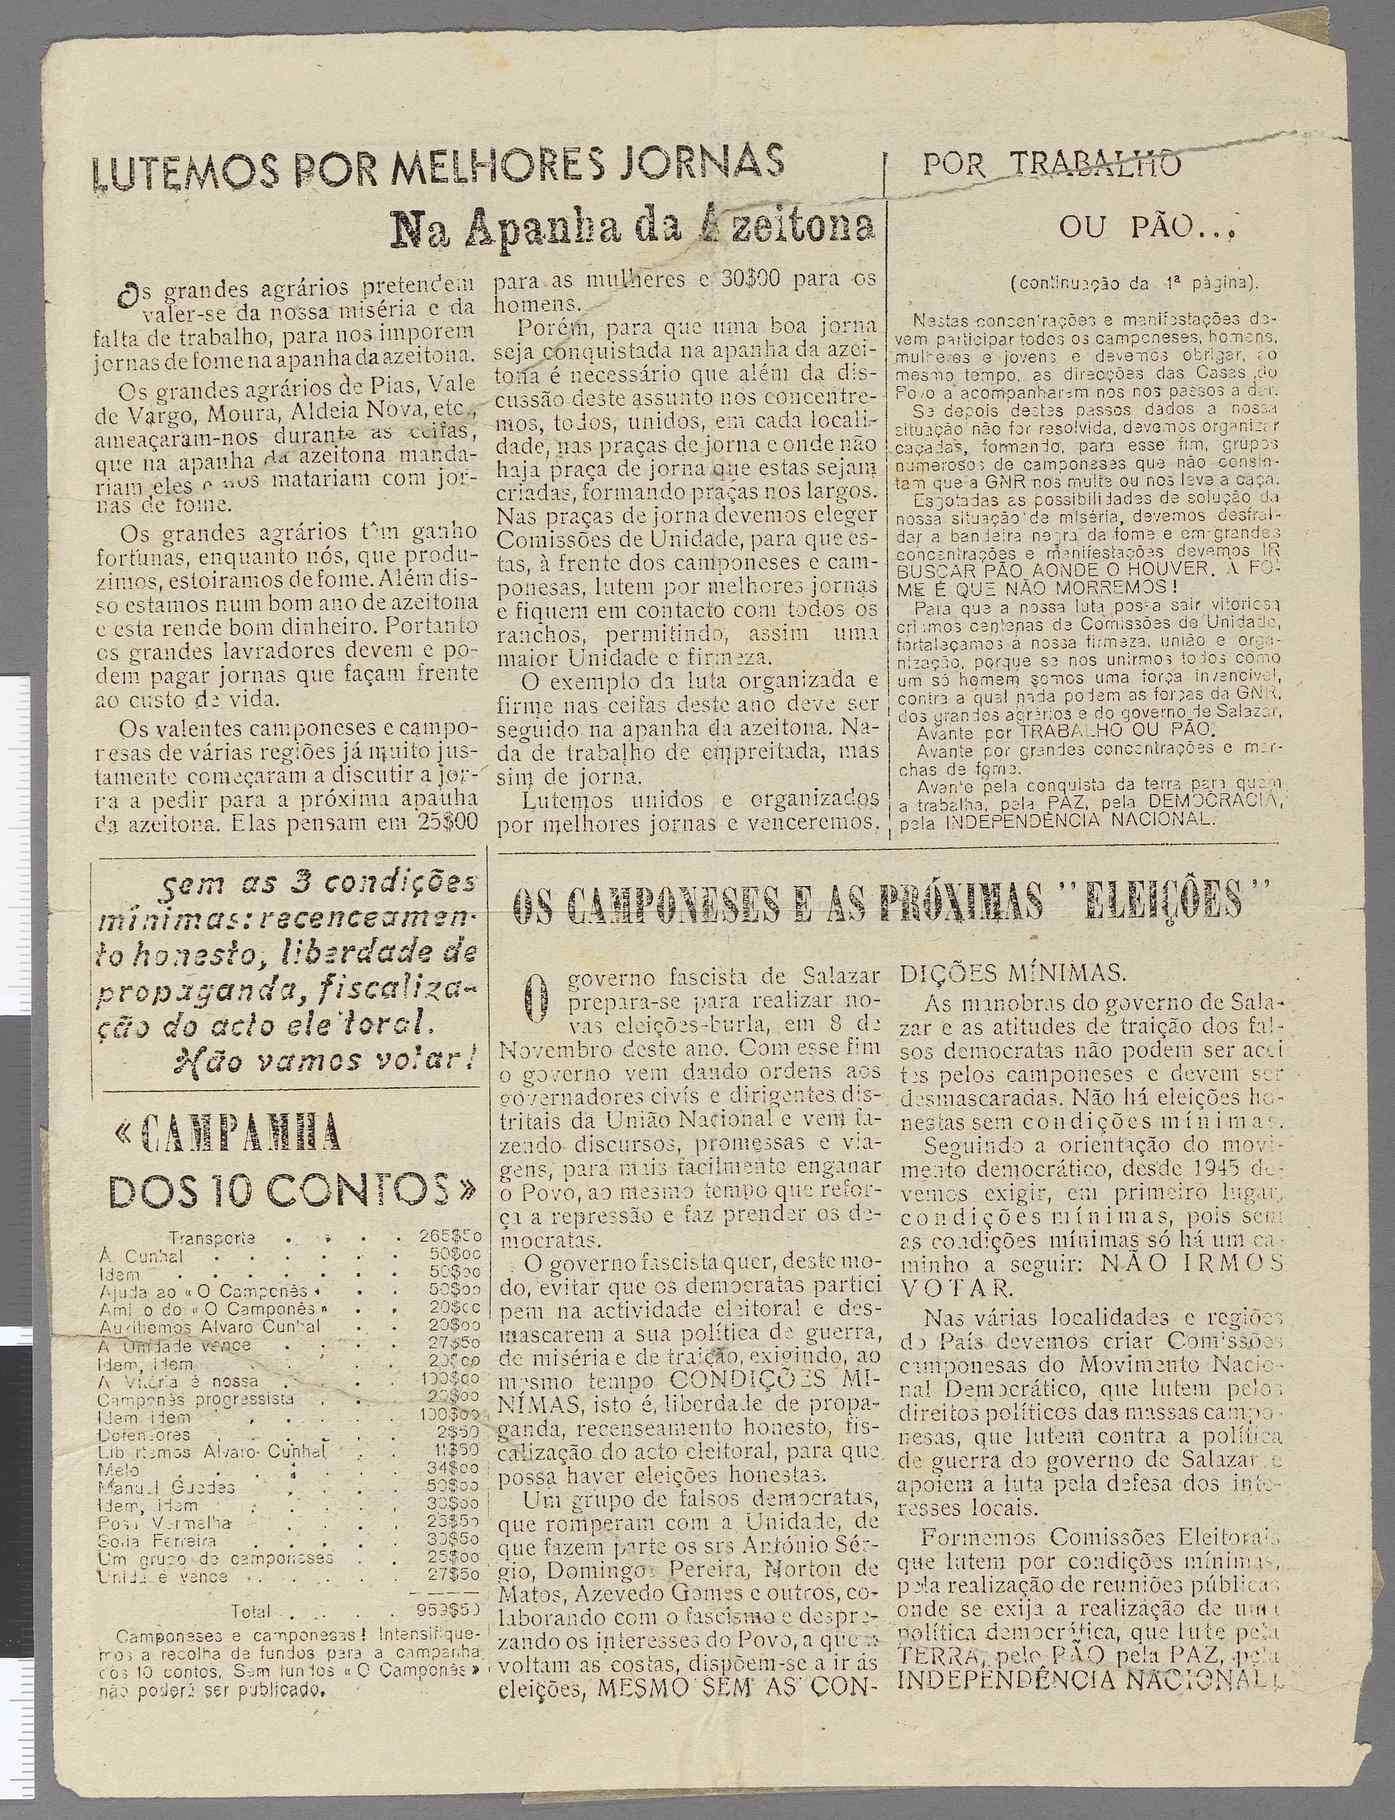 LUTEMOS POR MELHORES JORNAS
Na Apanha da Azeitona
Os grandes agrários pretendem
valer-se da nossa miséria e da
falta de trabalho, para nos imporem
jornas de fome na apanha da azeitona.
Os grandes agrários de Pias, Vale
de Vargo, Moura, Aldeia Nova, etc.,
ameaçaram-nos durante as ceifas,
que na apanha da azeitona manda-
riam eles e nos matariam com jor-
nas de fome.
Os grandes agrários têm ganho
fortunas, enquanto nós, que produ-
zimos, estoiramos de fome. Além dis-
so estamos num bom ano de azeitona
e esta rende bom dinheiro. Portanto
os grandes lavradores devem e po-
dem pagar jornas que façam frente
ao custo de vida.
Os valentes camponeses e campo-
resas de várias regiões já muito jus-
tamente começaram a discutir a jor-
ra a pedir para a próxima apauha
da azeitona. Elas pensam em 25$00
para as mulheres e 30$00 para os
homens.
Porém, para que uma boa jorna
seja conquistada na apanha da azei-
tona é necessário que além da dis-
cussão deste assunto nos concentre-
mos, todos, unidos, em cada locali-
dade, nas praças de jorna e onde não
haja praça de jorna que estas sejam
criadas, formando praças nos largos.
Nas praças de jorna devemos eleger
Comissões de Unidade, para que es-
tas, à frente dos camponeses e cam-
ponesas, lutem por melhores jornas
e fiquem em contacto com todos os
ranchos, permitindo, assim uma
maior Unidade e firmeza.
O exemplo da luta organizada e
firme nas ceifas deste ano deve ser
seguido na apanha da azeitona. Na-
da de trabalho de empreitada, mas
sim de jorna.
Lutemos unidos e organizados
por melhores jornas e venceremos.
POR TRABALHO
OU PÃO...
(continuação da 1ª página).
Nestas concentrações e manifestações de-
vem participar todos os camponeses, homens,
mulheres e jovens e devemos obrigar, ao
mesmo tempo, as direcções das Casas do
Povo a acompanharem nos nos passos a dar.
Se depois destes passos dados a nossa
situação não for resolvida, devemos organizar
caçadas, formando, para esse fim, grupos
numerosos de camponeses que não consin-
tam que a GNR nos multe ou nos leve a caça.
Esgotadas as possibilidades de solução da
nossa situação de miséria, devemos desfral-
dar a bandeira negra da fome e em grandes
concentrações e manifestações devemos IR
BUSCAR PÃO AONDE O HOUVER. À FO-
ME É QUE NÃO MORREMOS!
Para que a nossa luta possa sair vitoriosa
criemos centenas de Comissões de Unidade,
fortaleçamos a nossa firmeza, união e orga-
nização, porque se nos unirmos todos como
um só homem somos uma força invencível,
contra a qual nada podem as forças da GNR,
dos grandes agrários e do governo de Salazar.
Avante por TRABALHO OU PÃO.
Avante por grandes concentrações e mar-
chas de fome.
Avante pela conquista da terra para quem
a trabalha, pela PAZ, pela DEMOCRACIA,
pela INDEPENDÊNCIA NACIONAL.
Sem as 3 condições
mínimas: recenceamen-
to honesto, liberdade de
propaganda, fiscaliza-
ção do acto eleitoral.
Não vamos votar!
«CAMPAMHA
DOS 10 CONTOS»
Transporte . . . . 265$50
A Cunhal . . . . . . 50$00
Idem . . . . . . . 50$00
Ajuda ao «O Camponês» . . 50$00
Amigo do «O Camponês» . . 20$00
Auxiliemos Alvaro Cunhal . . 20$00
A Unidade vence . . . . 27$50
Idem, idem . . . . . 20$00
A Vitória é nossa . . . . 100$00
Camponês progressista . . . 20$00
Idem idem . . . . . 100$00
Defensores . . . . . 2$50
Libertemos Alvaro Cunhal . . 11$50
Melo . . . . . . 34$00
Manuel Guedes . . . . 50$00
Idem, idem . . . . . 30$00
Rosa Vermelha . . . . 25$50
Sofia Ferreira . . . . 30$50
Um grupo de camponeses . . 25$00
Unidade vence . . . . . 27$50
Total . . . . 959$50
Camponeses e camponesas! Intensifique-
mos a recolha de fundos para a campanha
dos 10 contos. Sem fundos «O Camponês»
não poderá ser publicado.
OS CAMPONESES E AS PRÓXIMAS "ELEIÇÕES"
O governo fascista de Salazar
prepara-se para realizar no-
vas eleições-burla, em 8 de
Novembro deste ano. Com esse fim
o governo vem dando ordens aos
governadores civis e dirigentes dis-
tritais da União Nacional e vem fa-
zendo discursos, promessas e via-
gens, para mais facilmente enganar
o Povo, ao mesmo tempo que refor-
ça a repressão e faz prender os de-
mocratas.
O governo fascista quer, deste mo-
do, evitar que os democratas partici
pem na actividade eleitoral e des-
mascarem a sua política de guerra,
de miséria e de traição, exigindo, ao
mesmo tempo CONDIÇÕES MÍ-
NIMAS, isto é, liberdade de propa-
ganda, recenseamento honesto, fis-
calização do acto eleitoral, para que
possa haver eleições honestas.
Um grupo de falsos democratas,
que romperam com a Unidade, de
que fazem parte os srs António Sér-
gio, Domingos Pereira, Norton de
Matos, Azevedo Gomes e outros, co-
laborando com o fascismo e despre-
zando os interesses do Povo, a quem
voltam as costas, dispõem-se a ir às
eleições, MESMO SEM AS CON-
DIÇÕES MÍNIMAS.
As manobras do governo de Sala-
zar e as atitudes de traição dos fal-
sos democratas não podem ser acei
tes pelos camponeses e devem ser
desmascaradas. Não há eleições ho-
nestas sem condições mínimas.
Seguindo a orientação do movi-
mento democrático, desde 1945 de-
vemos exigir, em primeiro lugar,
condições mínimas, pois sem
as condições mínimas só há um ca-
minho a seguir: NÃO IRMOS
VOTAR.
Nas várias localidades e regiões
do País devemos criar Comissões
camponesas do Movimento Nacio-
nal Democrático, que lutem pelos
direitos políticos das massas campo-
nesas, que lutem contra a política
de guerra do governo de Salazar e
apoiem a luta pela defesa dos inte-
resses locais.
Formemos Comissões Eleitorais
que lutem por condições mínimas,
pela realização de reuniões públicas
onde se exija a realização de uma
política democrática, que lute pela
TERRA, pelo PÃO pela PAZ, pela
INDEPENDÊNCIA NACIONAL!